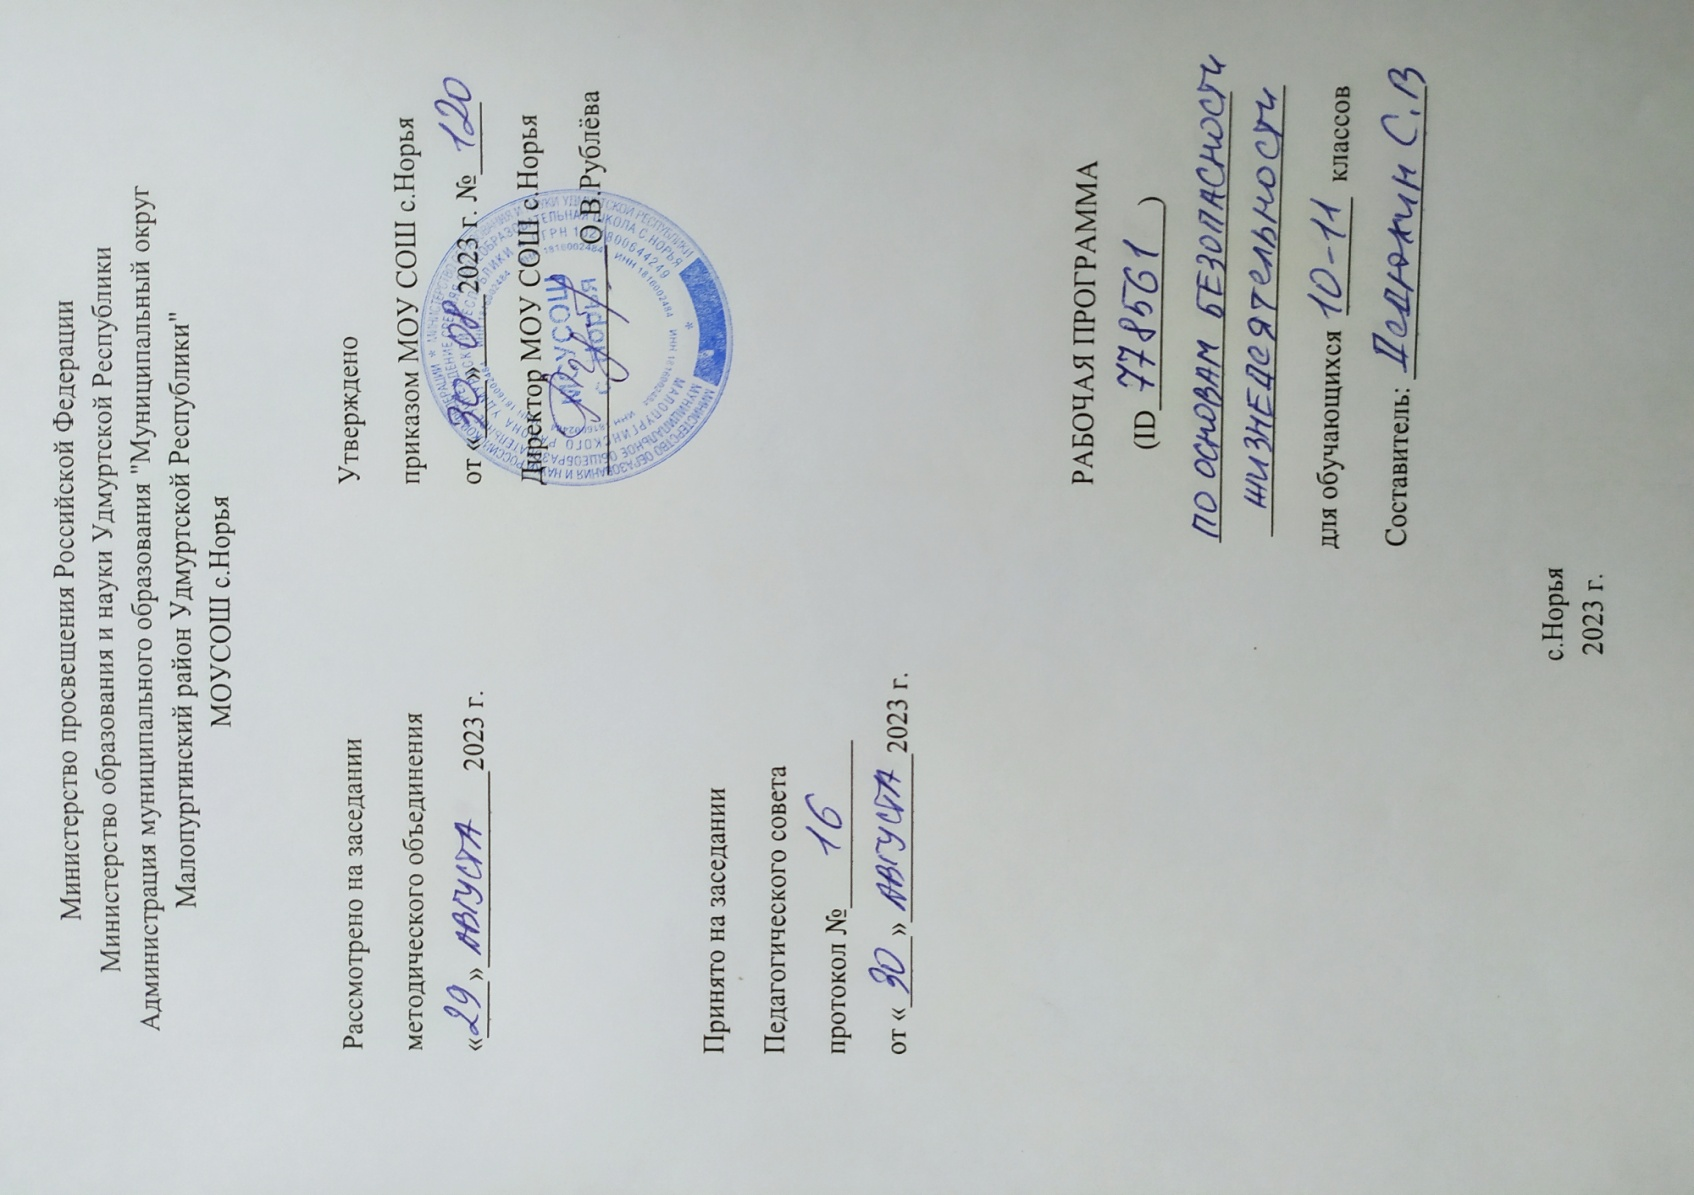 Министерство просвещения Российской Федерации
Министерство образования и науки Удмуртской Республики
Администрация муниципального образования "Муниципальный округ
Малопургинский район Удмуртской Республики"
МОУСОШ с.Норья
Рассмотрено на заседании
методического объединения
«29» АВГУСТА 2023 г.
Утверждено
приказом МОУ СОШ с.Норья
от «30» 08 2023 г. № 120
Директор МОУ СОШ с.Норья
О.В.Рублёва
МОУСОШ
с. Норья
Принято на заседании
Педагогического совета
протокол № 16
от «30» АВГУСТА 2023 г.
РАБОЧАЯ ПРОГРАММА
(ID 778561)
ПО ОСНОВАМ БЕЗОПАСНОСТИ
ЖИЗНЕДЕЯТЕЛЬНОСТИ
для обучающихся 10-11 классов
Составитель: Дедюхин С.В
с.Норья
2023 г.